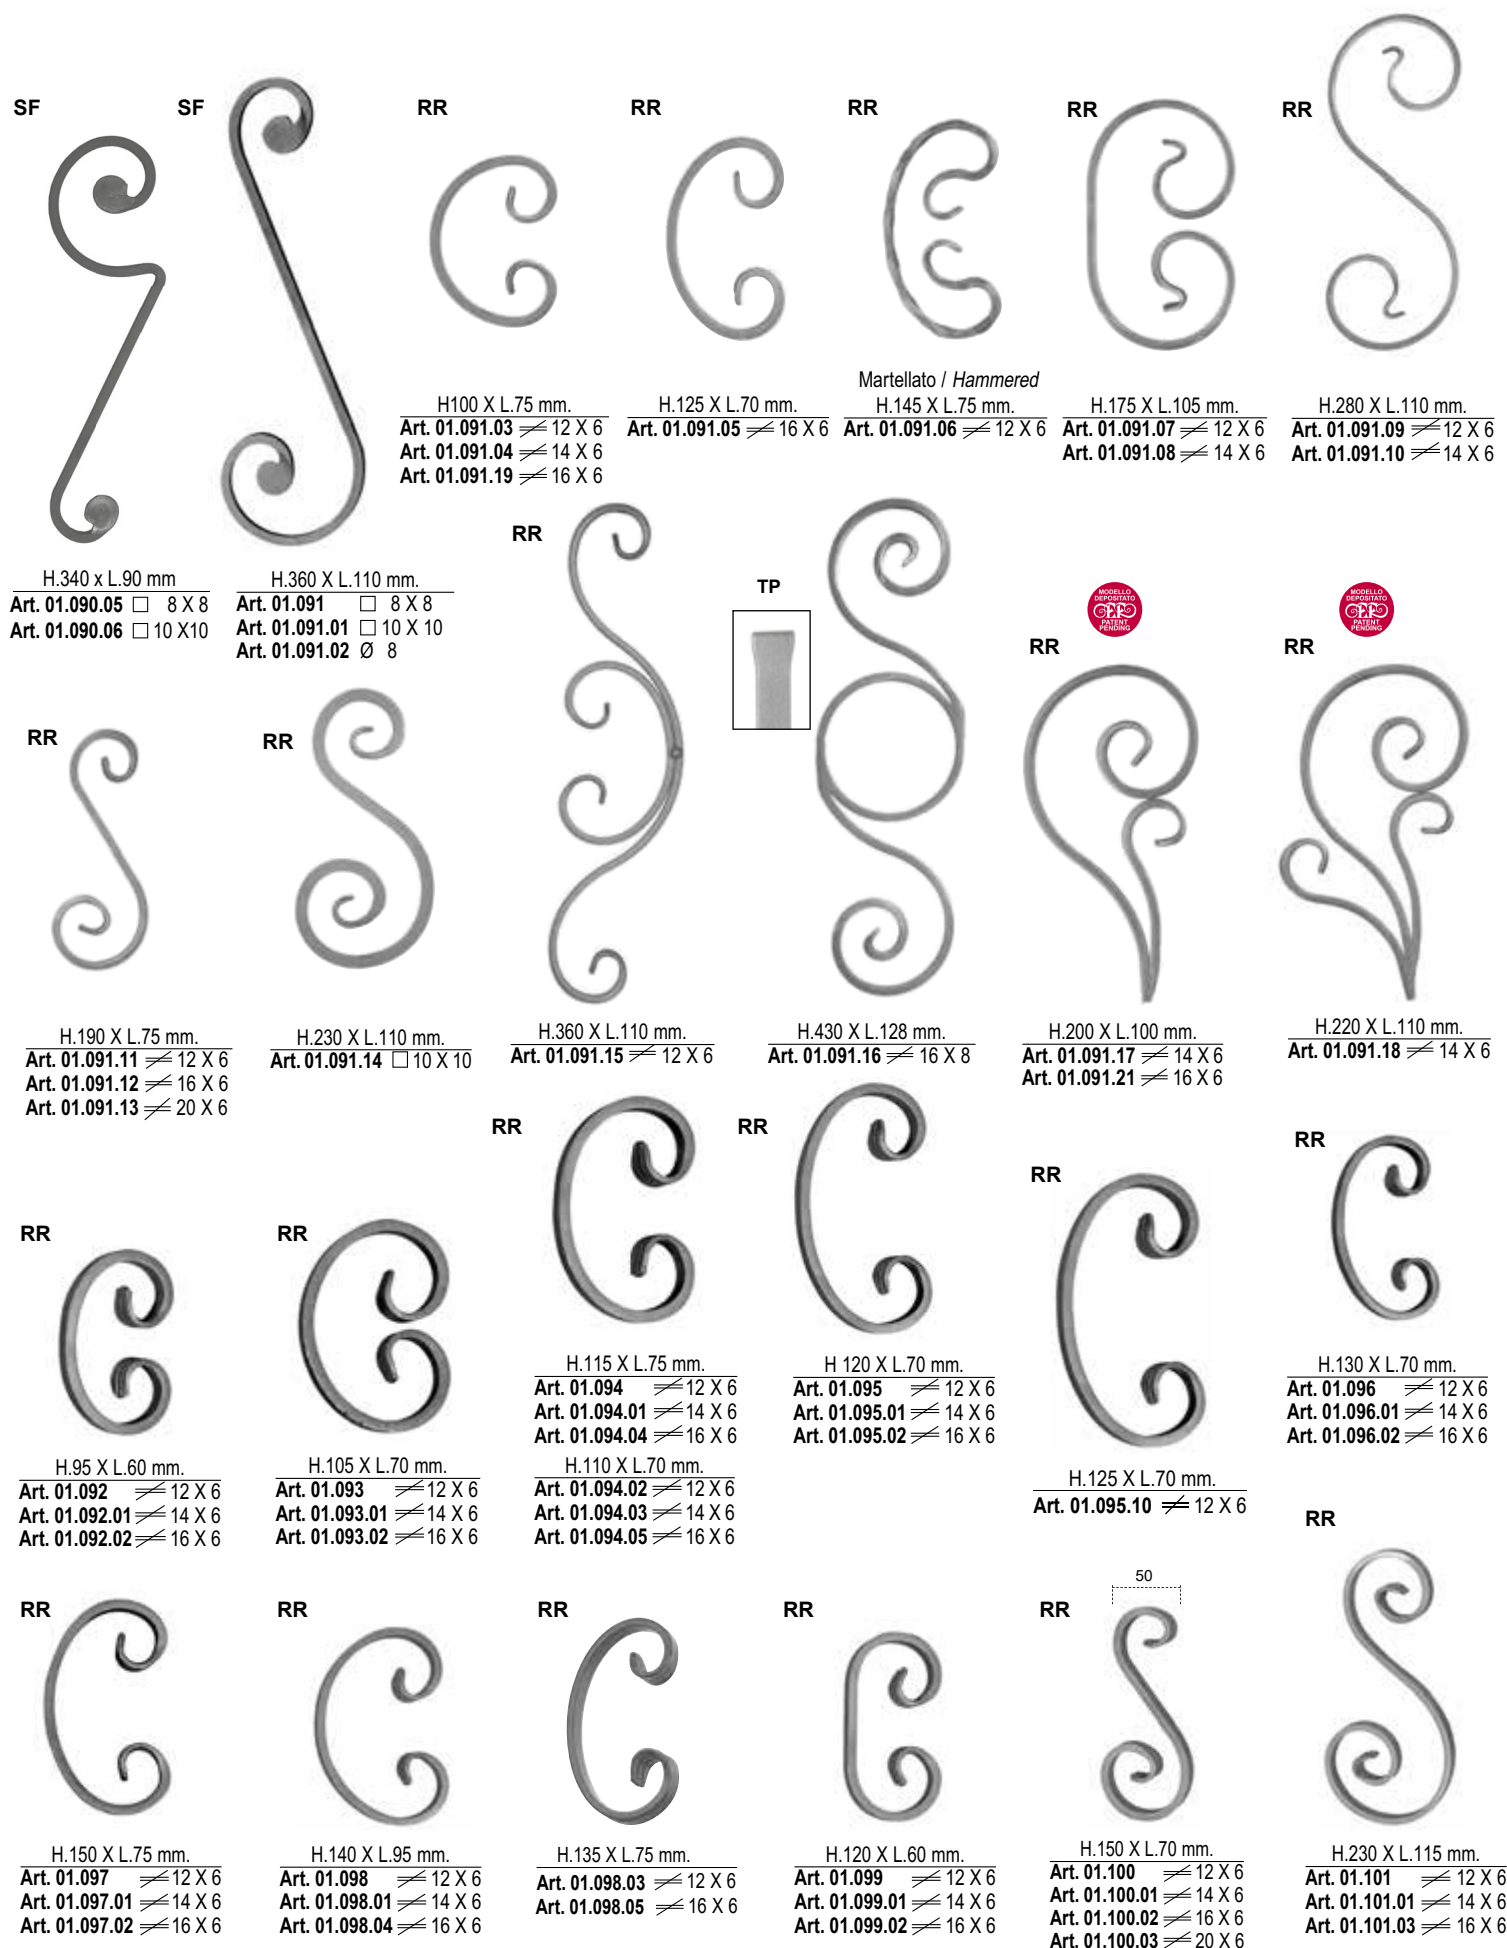 SF
SF
RR
RR
RR
RR
RR
Martellato / Hammered
H100 X L.75 mm.
Art. 01.091.03 12 X 6
Art. 01.091.04 14 X 6
Art. 01.091.19 16 X 6
H.125 X L.70 mm.
Art. 01.091.05 16 X 6
H.145 X L.75 mm.
Art. 01.091.06 12 X 6
H.175 X L.105 mm.
Art. 01.091.07 12 X 6
Art. 01.091.08 14 X 6
H.280 X L.110 mm.
Art. 01.091.09 12 X 6
Art. 01.091.10 14 X 6
H.340 x L.90 mm
Art. 01.090.05 □ 8 X 8
Art. 01.090.06 □ 10 X10
H.360 X L.110 mm.
Art. 01.091 □ 8 X 8
Art. 01.091.01 □ 10 X 10
Art. 01.091.02 Ø 8
RR
TP
MODELLO
DEPOSITATO
PATENT
PENDING
RR
MODELLO
DEPOSITATO
PATENT
PENDING
RR
RR
RR
H.190 X L.75 mm.
Art. 01.091.11 12 X 6
Art. 01.091.12 16 X 6
Art. 01.091.13 20 X 6
H.230 X L.110 mm.
Art. 01.091.14 □ 10 X 10
H.360 X L.110 mm.
Art. 01.091.15 12 X 6
H.430 X L.128 mm.
Art. 01.091.16 16 X 8
H.200 X L.100 mm.
Art. 01.091.17 14 X 6
Art. 01.091.21 16 X 6
H.220 X L.110 mm.
Art. 01.091.18 14 X 6
RR
RR
RR
RR
RR
RR
H.95 X L.60 mm.
Art. 01.092 12 X 6
Art. 01.092.01 14 X 6
Art. 01.092.02 16 X 6
H.105 X L.70 mm.
Art. 01.093 12 X 6
Art. 01.093.01 14 X 6
Art. 01.093.02 16 X 6
H.115 X L.75 mm.
Art. 01.094 12 X 6
Art. 01.094.01 14 X 6
Art. 01.094.04 16 X 6
H.110 X L.70 mm.
Art. 01.094.02 12 X 6
Art. 01.094.03 14 X 6
Art. 01.094.05 16 X 6
H 120 X L.70 mm.
Art. 01.095 12 X 6
Art. 01.095.01 14 X 6
Art. 01.095.02 16 X 6
H.125 X L.70 mm.
Art. 01.095.10 12 X 6
H.130 X L.70 mm.
Art. 01.096 12 X 6
Art. 01.096.01 14 X 6
Art. 01.096.02 16 X 6
RR
RR
RR
RR
RR
50
RR
H.150 X L.75 mm.
Art. 01.097 12 X 6
Art. 01.097.01 14 X 6
Art. 01.097.02 16 X 6
H.140 X L.95 mm.
Art. 01.098 12 X 6
Art. 01.098.01 14 X 6
Art. 01.098.04 16 X 6
H.135 X L.75 mm.
Art. 01.098.03 12 X 6
Art. 01.098.05 16 X 6
H.120 X L.60 mm.
Art. 01.099 12 X 6
Art. 01.099.01 14 X 6
Art. 01.099.02 16 X 6
H.150 X L.70 mm.
Art. 01.100 12 X 6
Art. 01.100.01 14 X 6
Art. 01.100.02 16 X 6
Art. 01.100.03 20 X 6
H.230 X L.115 mm.
Art. 01.101 12 X 6
Art. 01.101.01 14 X 6
Art. 01.101.03 16 X 6